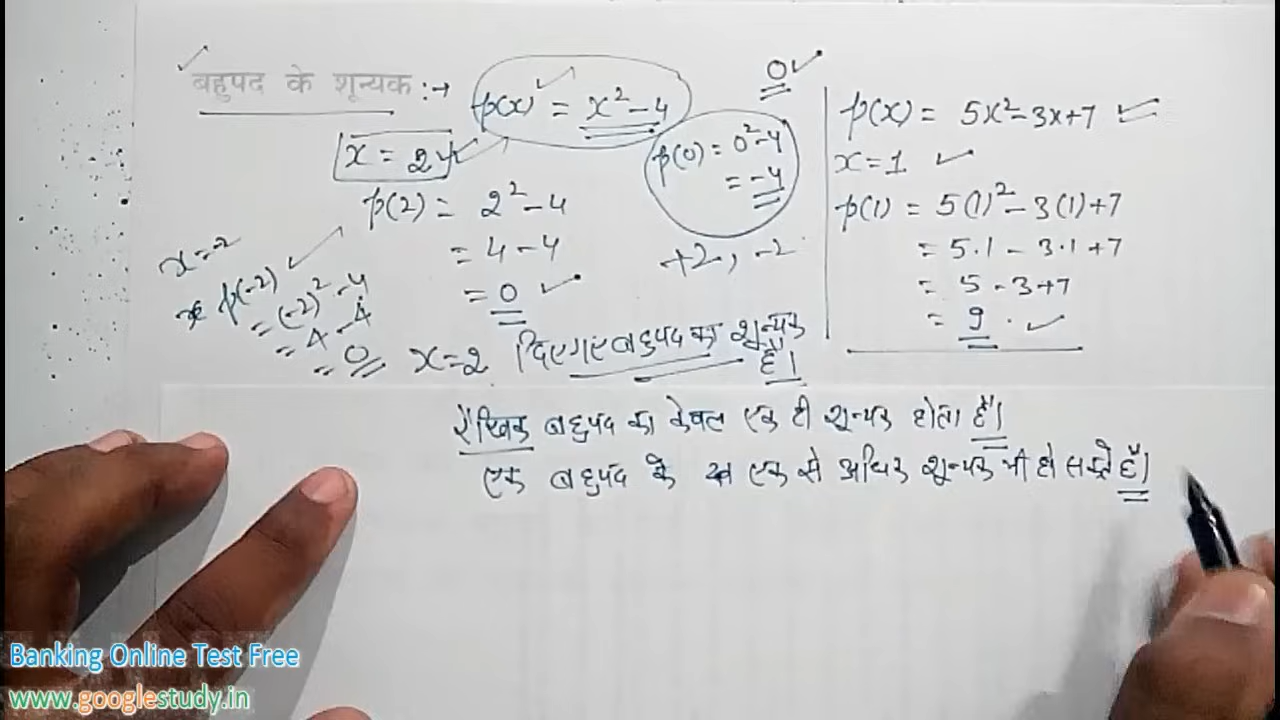 बहुपद के शून्यक :→
p(x) = x² - 4
x = 2
p(2) = 2² - 4
= 4 - 4
= 0
0
p(0) = 0² - 4
= -4
+2, -2
x = -2
p(-2)
= (-2)² - 4
= 4 - 4
= 0
x = 2 दिए गए बहुपद का शून्यक
है।
p(x) = 5x² - 3x + 7
x = 1
p(1) = 5(1)² - 3(1) + 7
= 5·1 - 3·1 + 7
= 5 - 3 + 7
= 9
रैखिक बहुपद का केवल एक ही शून्यक होता है।
एक बहुपद के एक से अधिक शून्यक भी हो सकते हैं।
Banking Online Test Free
www.googlestudy.in